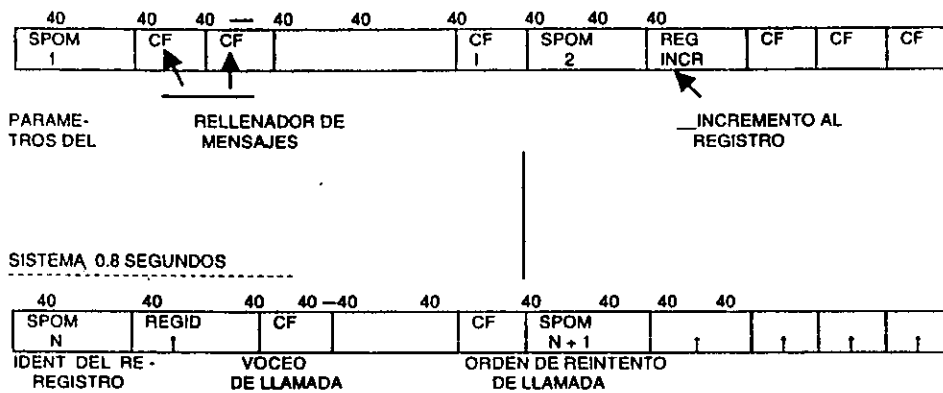 40 40 40 — 40 40 40 40 40 40
SPOM CF CF CF SPOM REG CF CF CF
1 I 2 INCR
PARAME- RELLENADOR DE __INCREMENTO AL
TROS DEL MENSAJES REGISTRO
SISTEMA 0.8 SEGUNDOS
40 40 40 40 —40 40 40 40 40 40
SPOM REGID CF CF SPOM
N N + 1
IDENT DEL RE - VOCEO ORDEN DE REINTENTO
REGISTRO DE LLAMADA DE LLAMADA